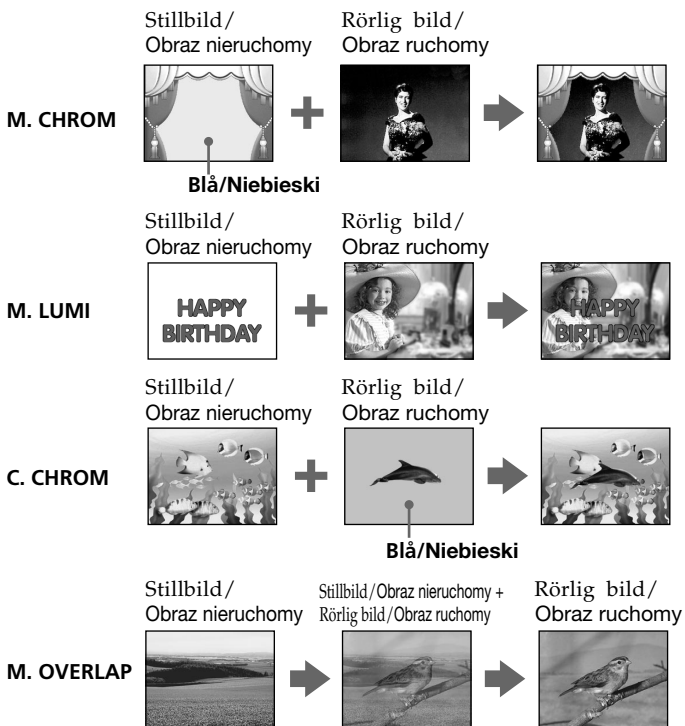 Stillbild/
Obraz nieruchomy
Rörlig bild/
Obraz ruchomy
M. CHROM
Blå/Niebieski
Stillbild/
Obraz nieruchomy
Rörlig bild/
Obraz ruchomy
M. LUMI
HAPPY
BIRTHDAY
HAPPY
BIRTHDAY
Stillbild/
Obraz nieruchomy
Rörlig bild/
Obraz ruchomy
C. CHROM
Blå/Niebieski
Stillbild/
Obraz nieruchomy
Stillbild/Obraz nieruchomy +
Rörlig bild/Obraz ruchomy
Rörlig bild/
Obraz ruchomy
M. OVERLAP